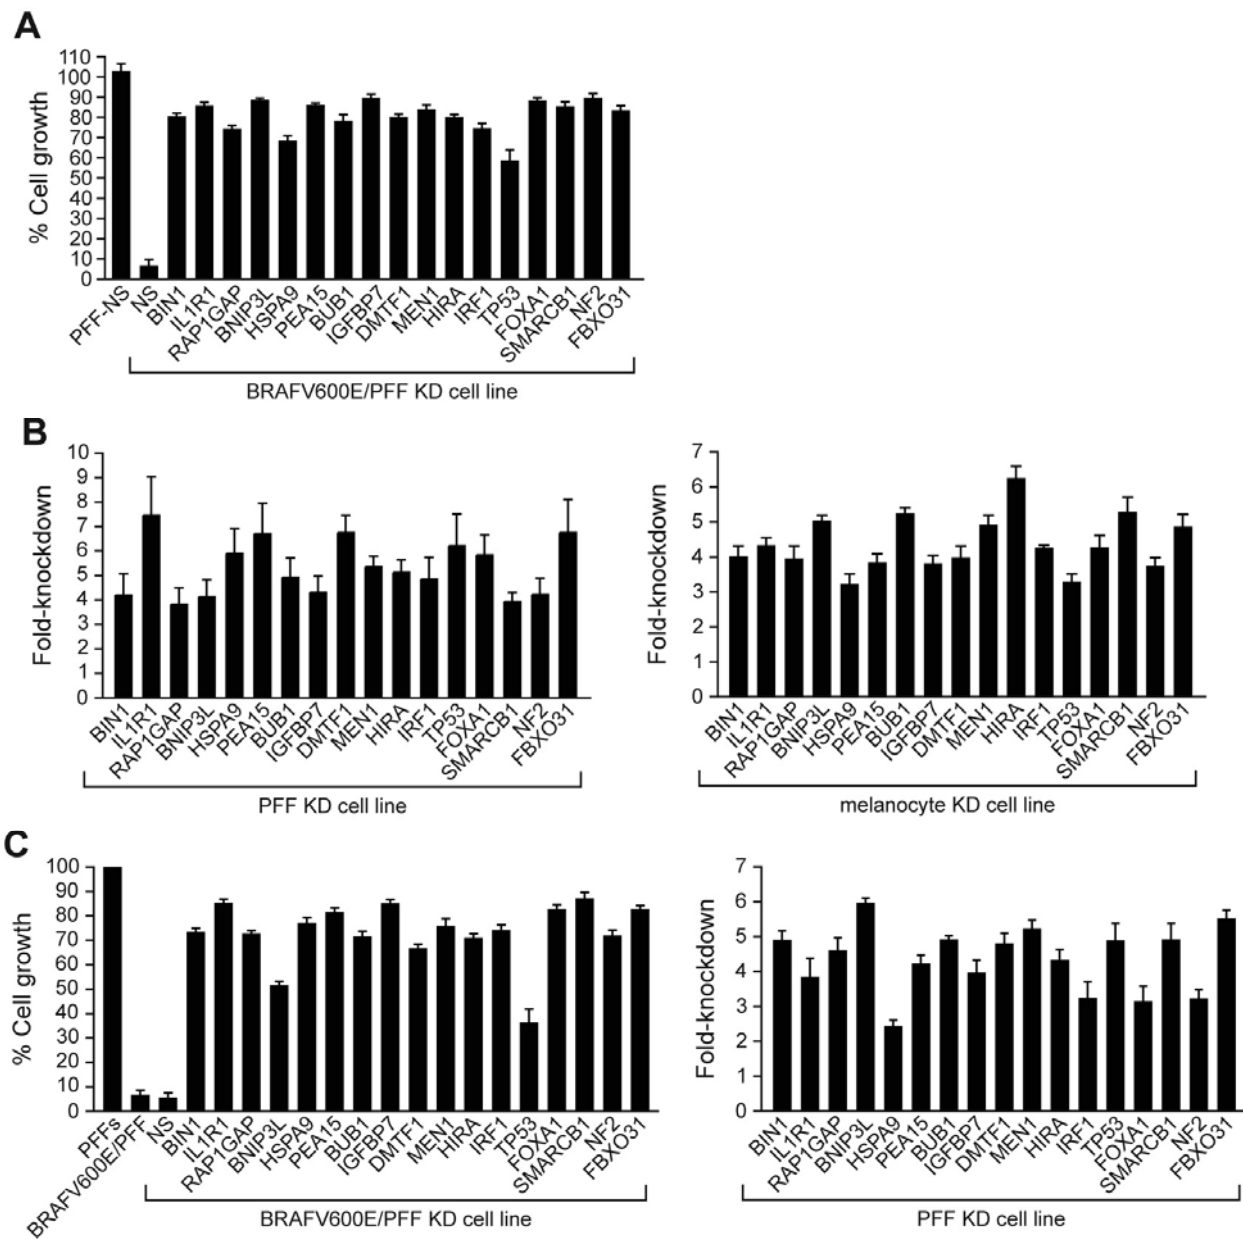 A
% Cell growth
110
100
90
80
70
60
50
40
30
20
10
0
PFF-NS
NS
BIN1
IL1R1
RAP1GAP
BNIP3L
HSPA9
PEA15
BUB1
IGFBP7
DMTF1
MEN1
HIRA
IRF1
TP53
FOXA1
SMARCB1
NF2
FBXO31
BRAFV600E/PFF KD cell line
B
Fold-knockdown
10
9
8
7
6
5
4
3
2
1
0
BIN1
IL1R1
RAP1GAP
BNIP3L
HSPA9
PEA15
BUB1
IGFBP7
DMTF1
MEN1
HIRA
IRF1
TP53
FOXA1
SMARCB1
NF2
FBXO31
PFF KD cell line
Fold-knockdown
7
6
5
4
3
2
1
0
BIN1
IL1R1
RAP1GAP
BNIP3L
HSPA9
PEA15
BUB1
IGFBP7
DMTF1
MEN1
HIRA
IRF1
TP53
FOXA1
SMARCB1
NF2
FBXO31
melanocyte KD cell line
C
% Cell growth
100
90
80
70
60
50
40
30
20
10
0
PFFs
BRAFV600E/PFF
NS
BIN1
IL1R1
RAP1GAP
BNIP3L
HSPA9
PEA15
BUB1
IGFBP7
DMTF1
MEN1
HIRA
IRF1
TP53
FOXA1
SMARCB1
NF2
FBXO31
BRAFV600E/PFF KD cell line
Fold-knockdown
7
6
5
4
3
2
1
0
BIN1
IL1R1
RAP1GAP
BNIP3L
HSPA9
PEA15
BUB1
IGFBP7
DMTF1
MEN1
HIRA
IRF1
TP53
FOXA1
SMARCB1
NF2
FBXO31
PFF KD cell line